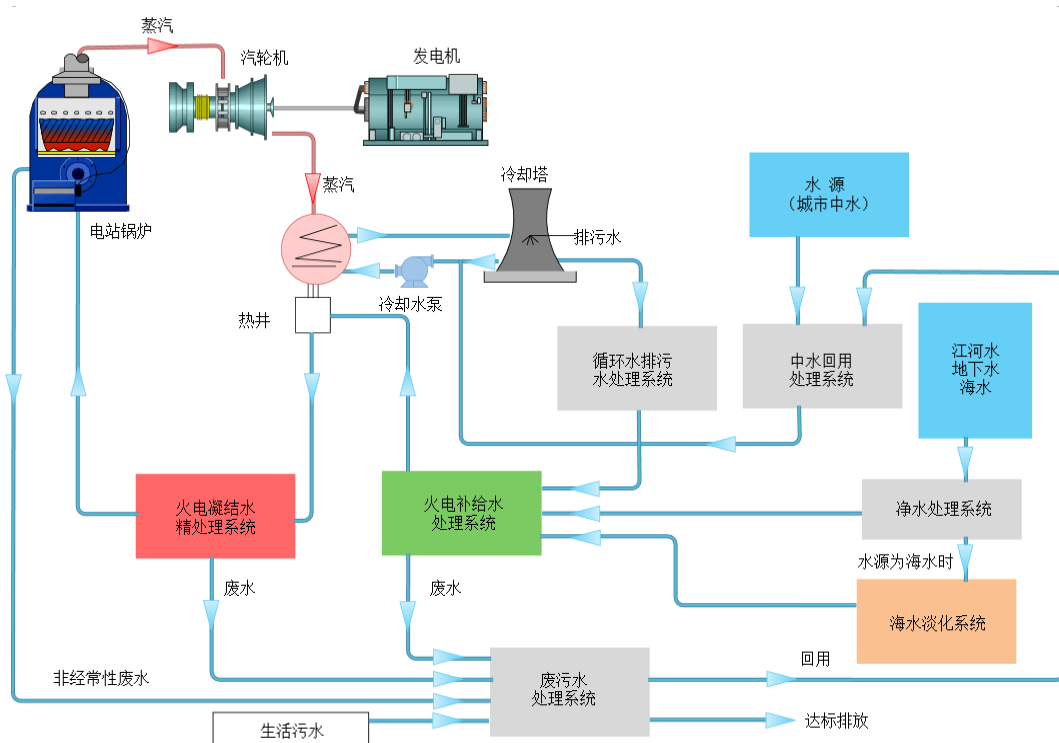 蒸汽
汽轮机
发电机
蒸汽
冷却塔
水 源
（城市中水）
电站锅炉
排污水
冷却水泵
热井
循环水排污
水处理系统
中水回用
处理系统
江河水
地下水
海水
火电凝结水
精处理系统
火电补给水
处理系统
净水处理系统
水源为海水时
废水
废水
海水淡化系统
非经常性废水
废污水
处理系统
回用
生活污水
达标排放